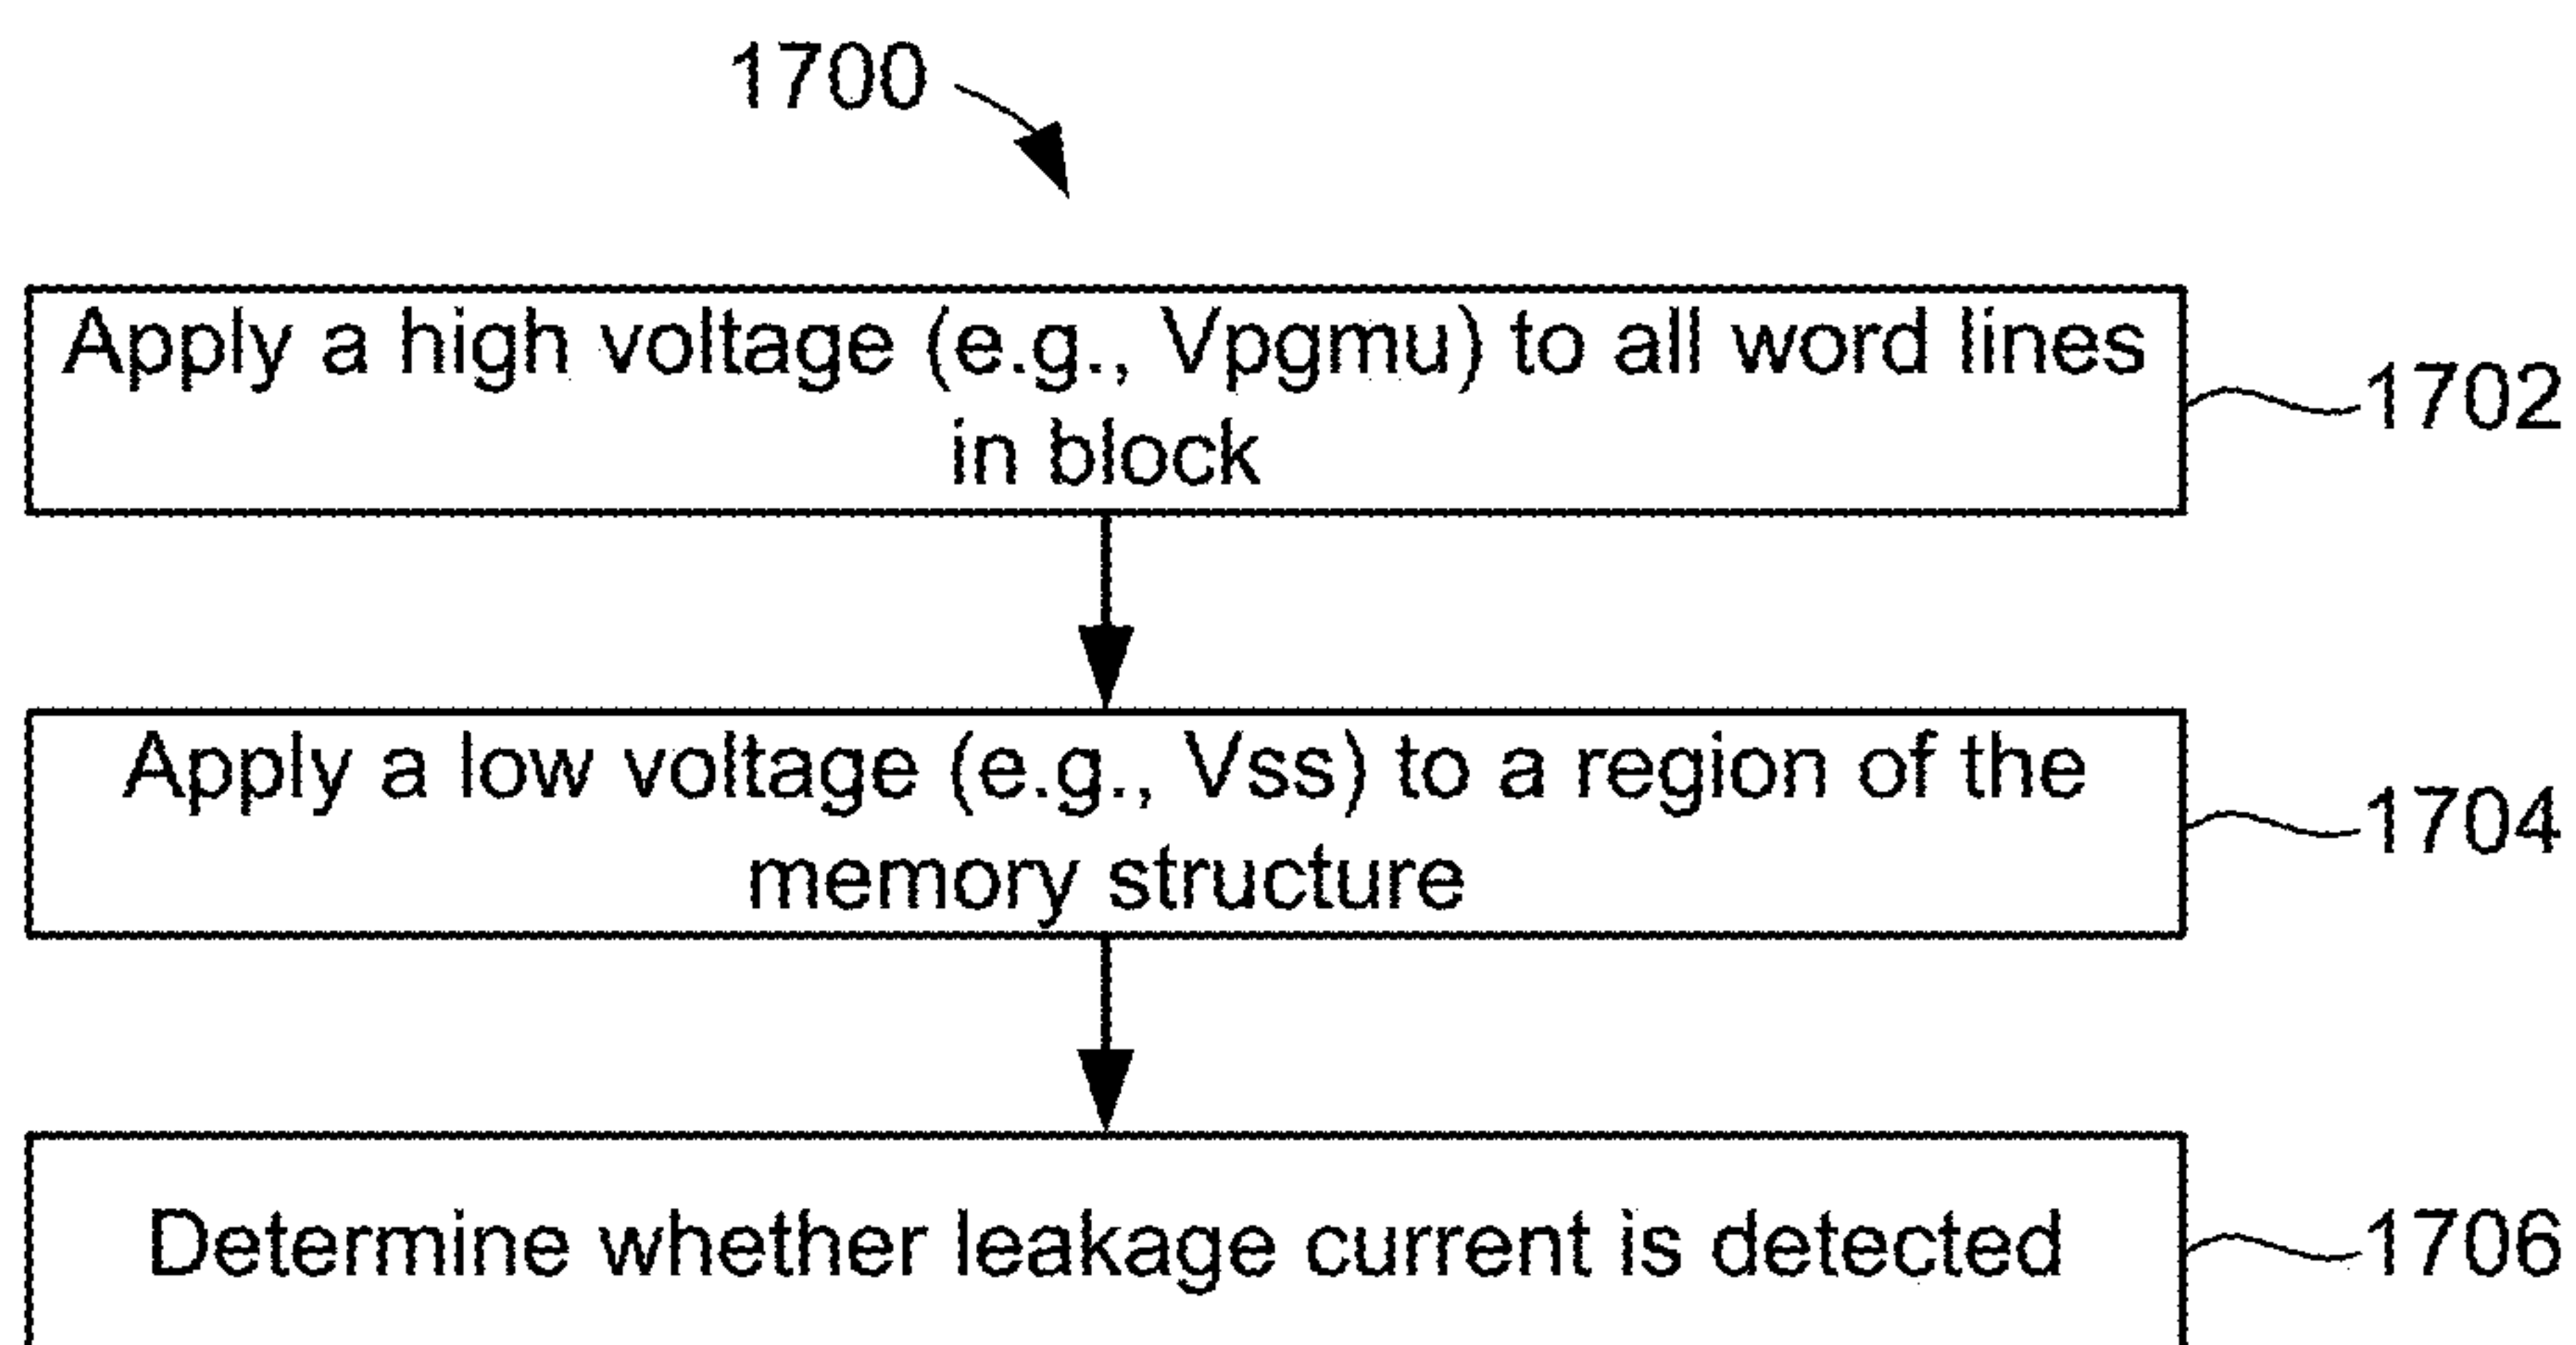 1700
Apply a high voltage (e.g., Vpgmu) to all word lines
in block
1702
Apply a low voltage (e.g., Vss) to a region of the
memory structure
1704
Determine whether leakage current is detected
1706